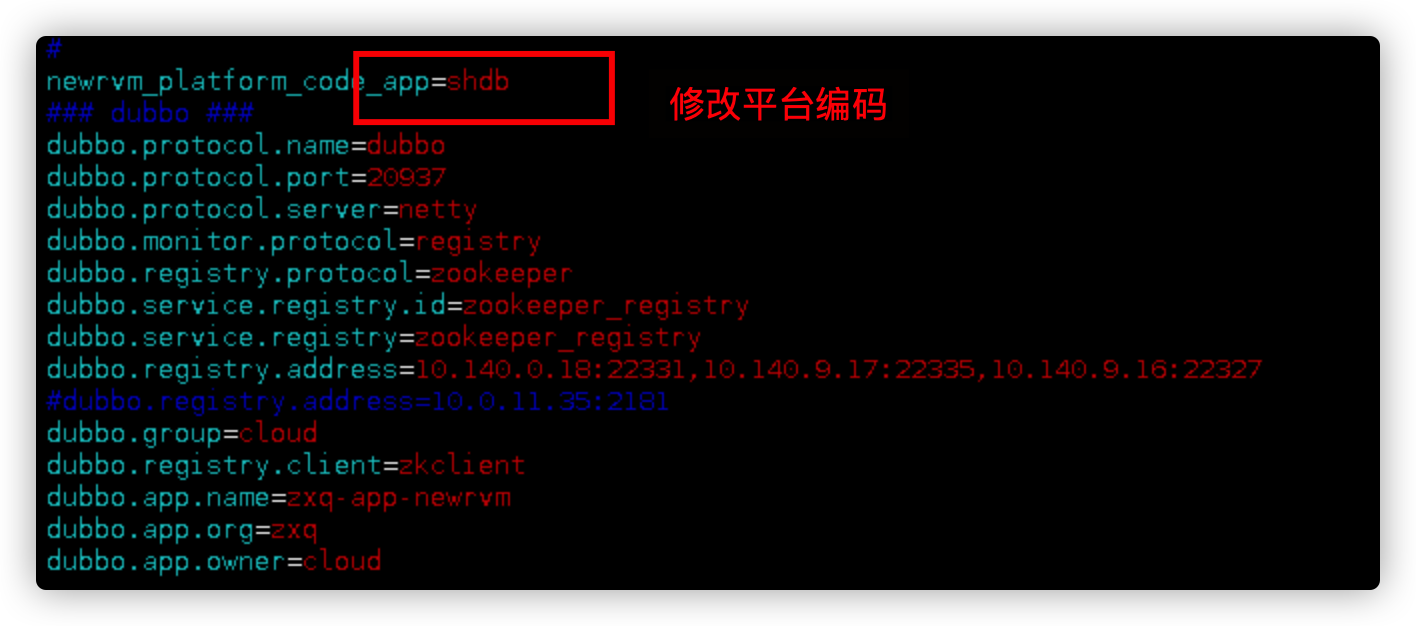 #
newrvm_platform_code_app=shdb
修改平台编码
### dubbo ###
dubbo.protocol.name=dubbo
dubbo.protocol.port=20937
dubbo.protocol.server=netty
dubbo.monitor.protocol=registry
dubbo.registry.protocol=zookeeper
dubbo.service.registry.id=zookeeper_registry
dubbo.service.registry=zookeeper_registry
dubbo.registry.address=10.140.0.18:22331,10.140.9.17:22335,10.140.9.16:22327
#dubbo.registry.address=10.0.11.35:2181
dubbo.group=cloud
dubbo.registry.client=zkclient
dubbo.app.name=zxq-app-newrvm
dubbo.app.org=zxq
dubbo.app.owner=cloud